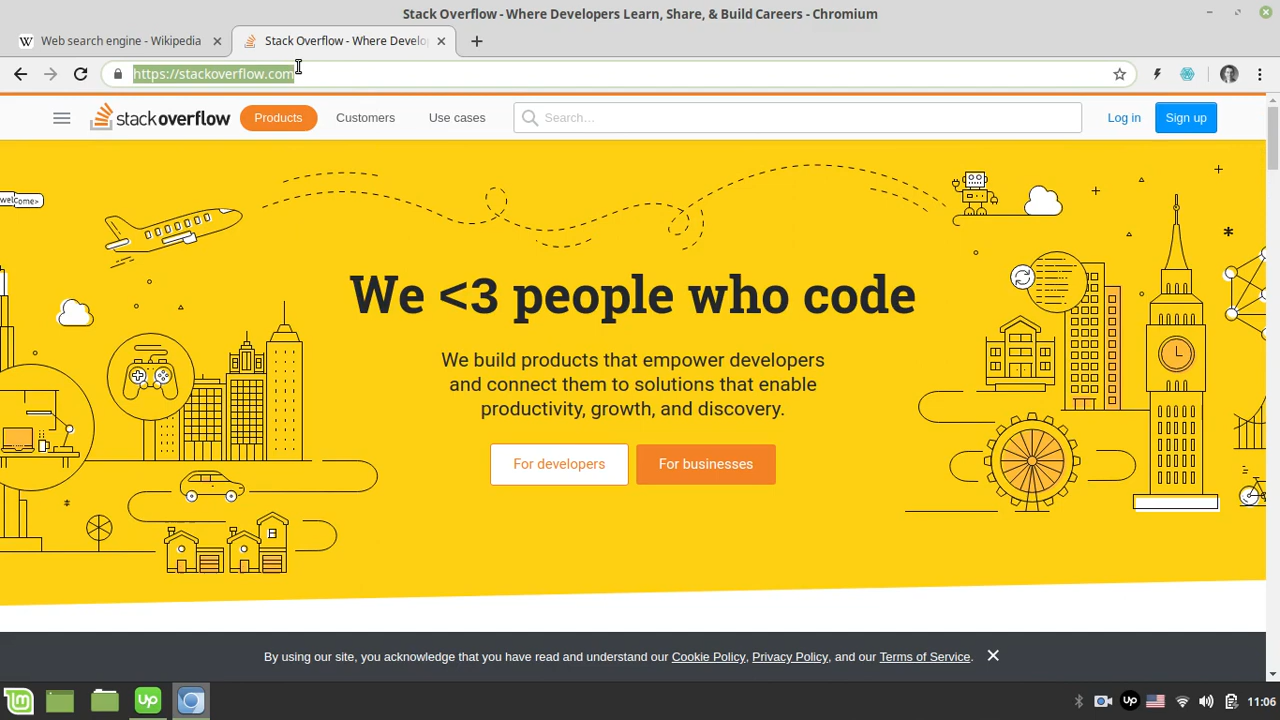 Stack Overflow - Where Developers Learn, Share, & Build Careers - Chromium
Web search engine - Wikipedia
Stack Overflow - Where Develo
https://stackoverflow.com
stackoverflow
Products
Customers
Use cases
Search...
Log in
Sign up
We <3 people who code
We build products that empower developers
and connect them to solutions that enable
productivity, growth, and discovery.
For developers
For businesses
By using our site, you acknowledge that you have read and understand our Cookie Policy, Privacy Policy, and our Terms of Service.
up
up
11:06